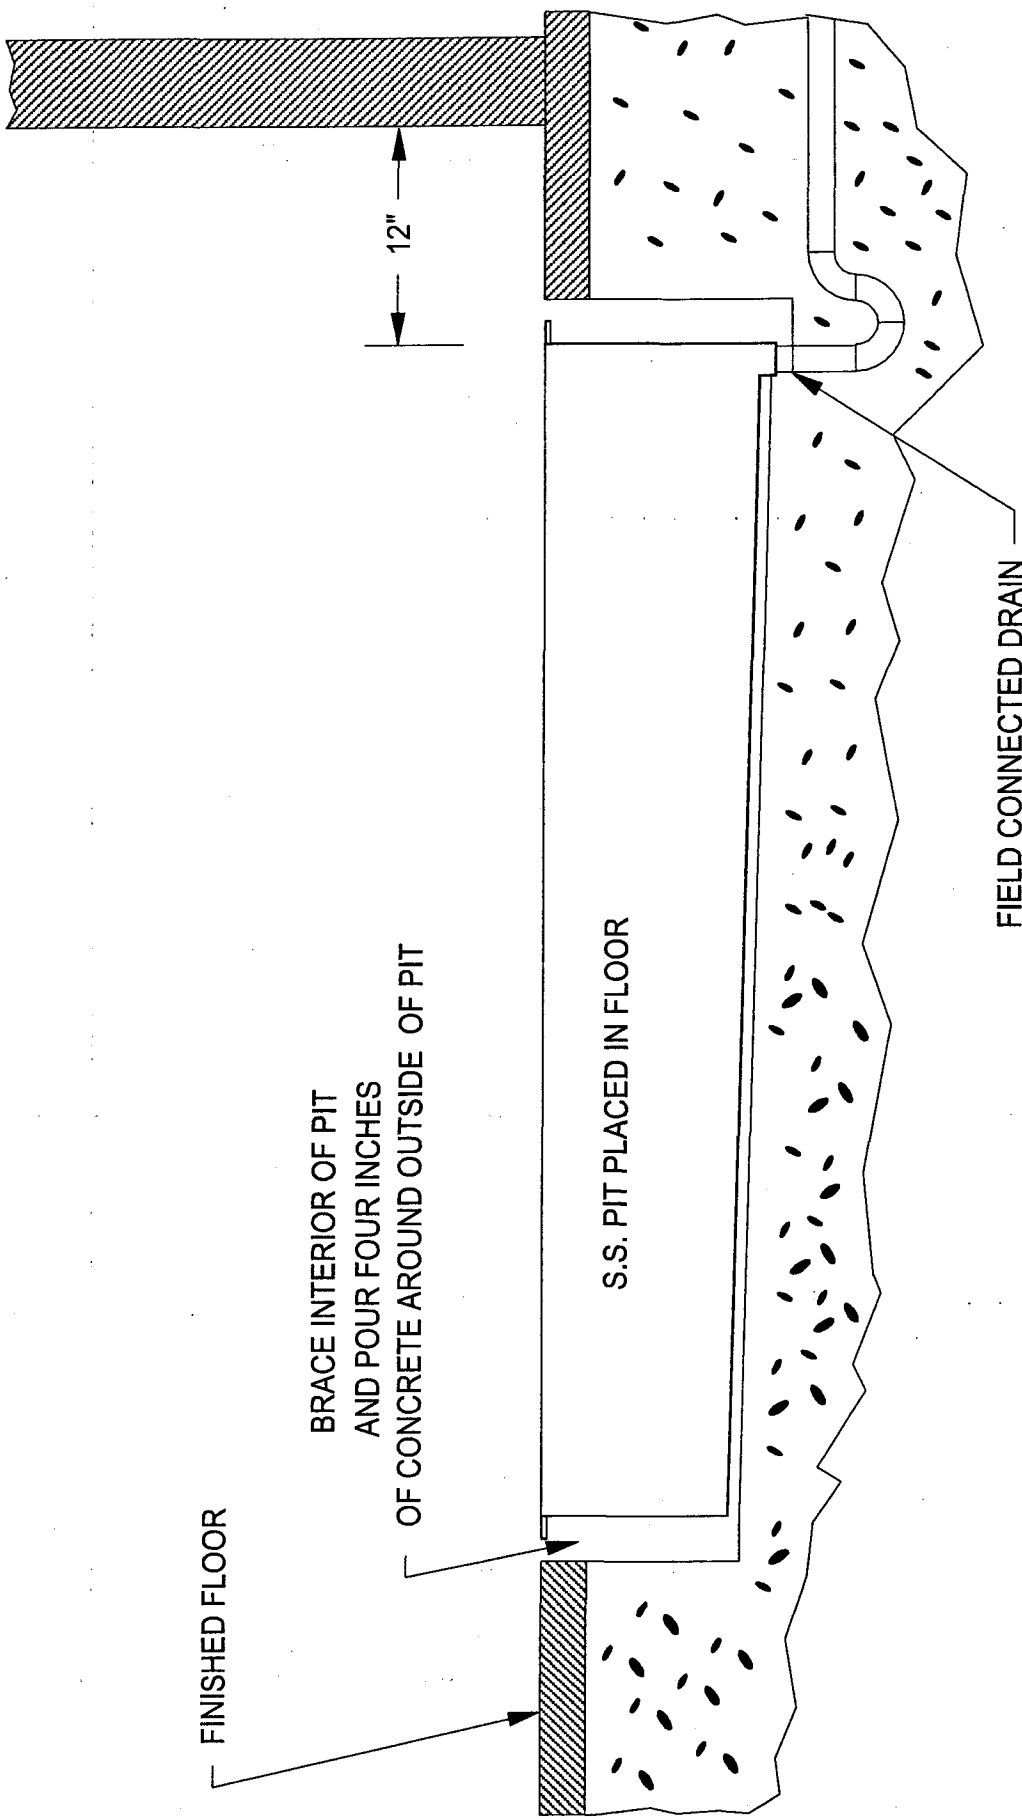 FINISHED FLOOR
BRACE INTERIOR OF PIT
AND POUR FOUR INCHES
OF CONCRETE AROUND OUTSIDE OF PIT
12"
S.S. PIT PLACED IN FLOOR
FIELD CONNECTED DRAIN